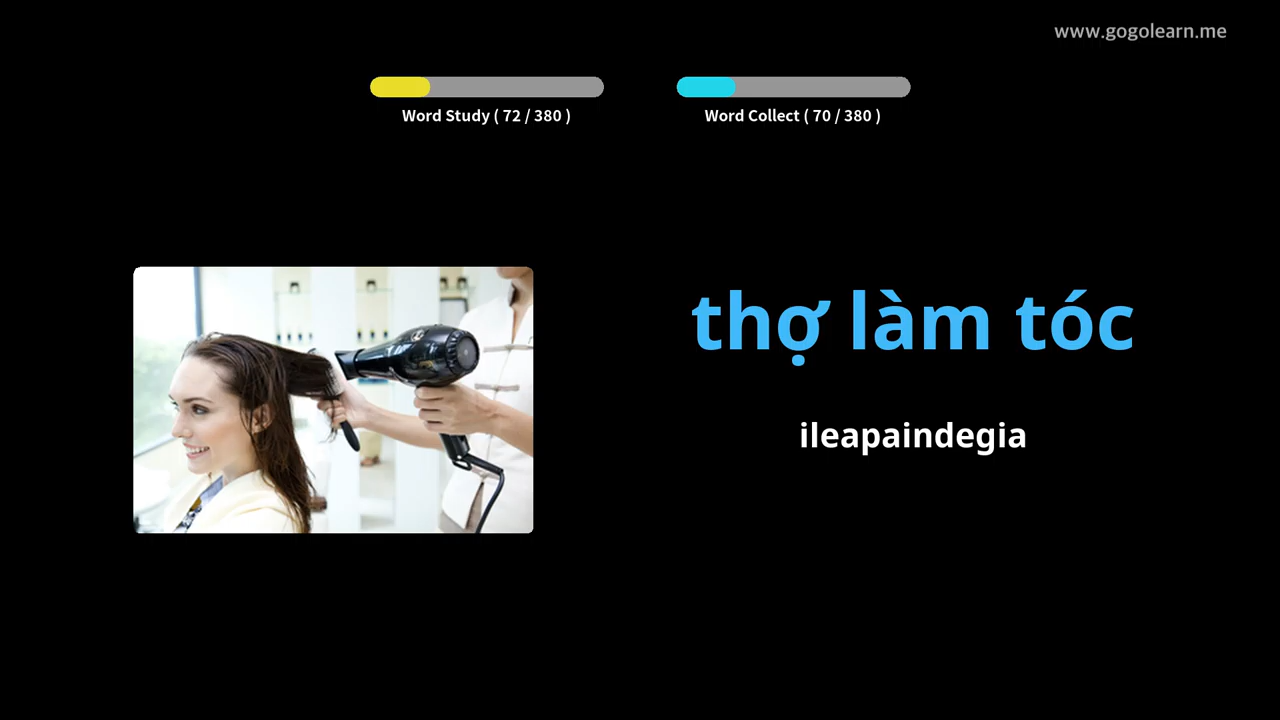 www.gogolearn.me
Word Study ( 72 / 380 )
Word Collect ( 70 / 380 )
thợ làm tóc
ileapaindegia